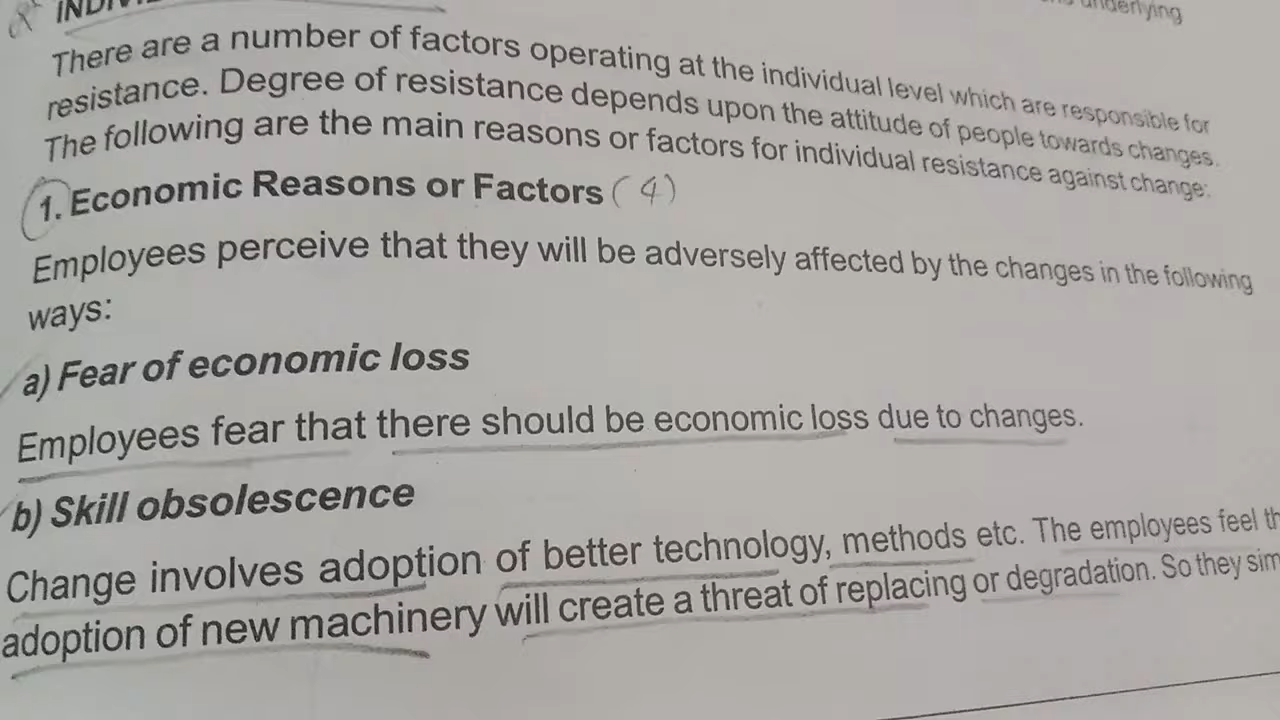 underlying
There are a number of factors operating at the individual level which are responsible for
resistance. Degree of resistance depends upon the attitude of people towards changes.
The following are the main reasons or factors for individual resistance against change:
1. Economic Reasons or Factors (4)
Employees perceive that they will be adversely affected by the changes in the following
ways:
a) Fear of economic loss
Employees fear that there should be economic loss due to changes.
b) Skill obsolescence
Change involves adoption of better technology, methods etc. The employees feel
adoption of new machinery will create a threat of replacing or degradation. So they